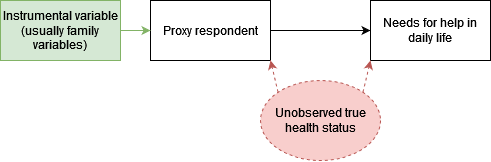 Instrumental variable
(usually family
variables)
Proxy respondent
Needs for help in
daily life
Unobserved true
health status